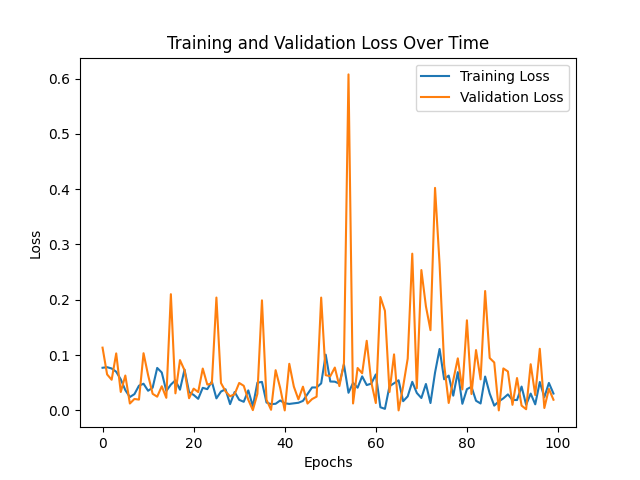 Training and Validation Loss Over Time
Training Loss
Validation Loss
Loss
0.6
0.5
0.4
0.3
0.2
0.1
0.0
0 20 40 60 80 100
Epochs